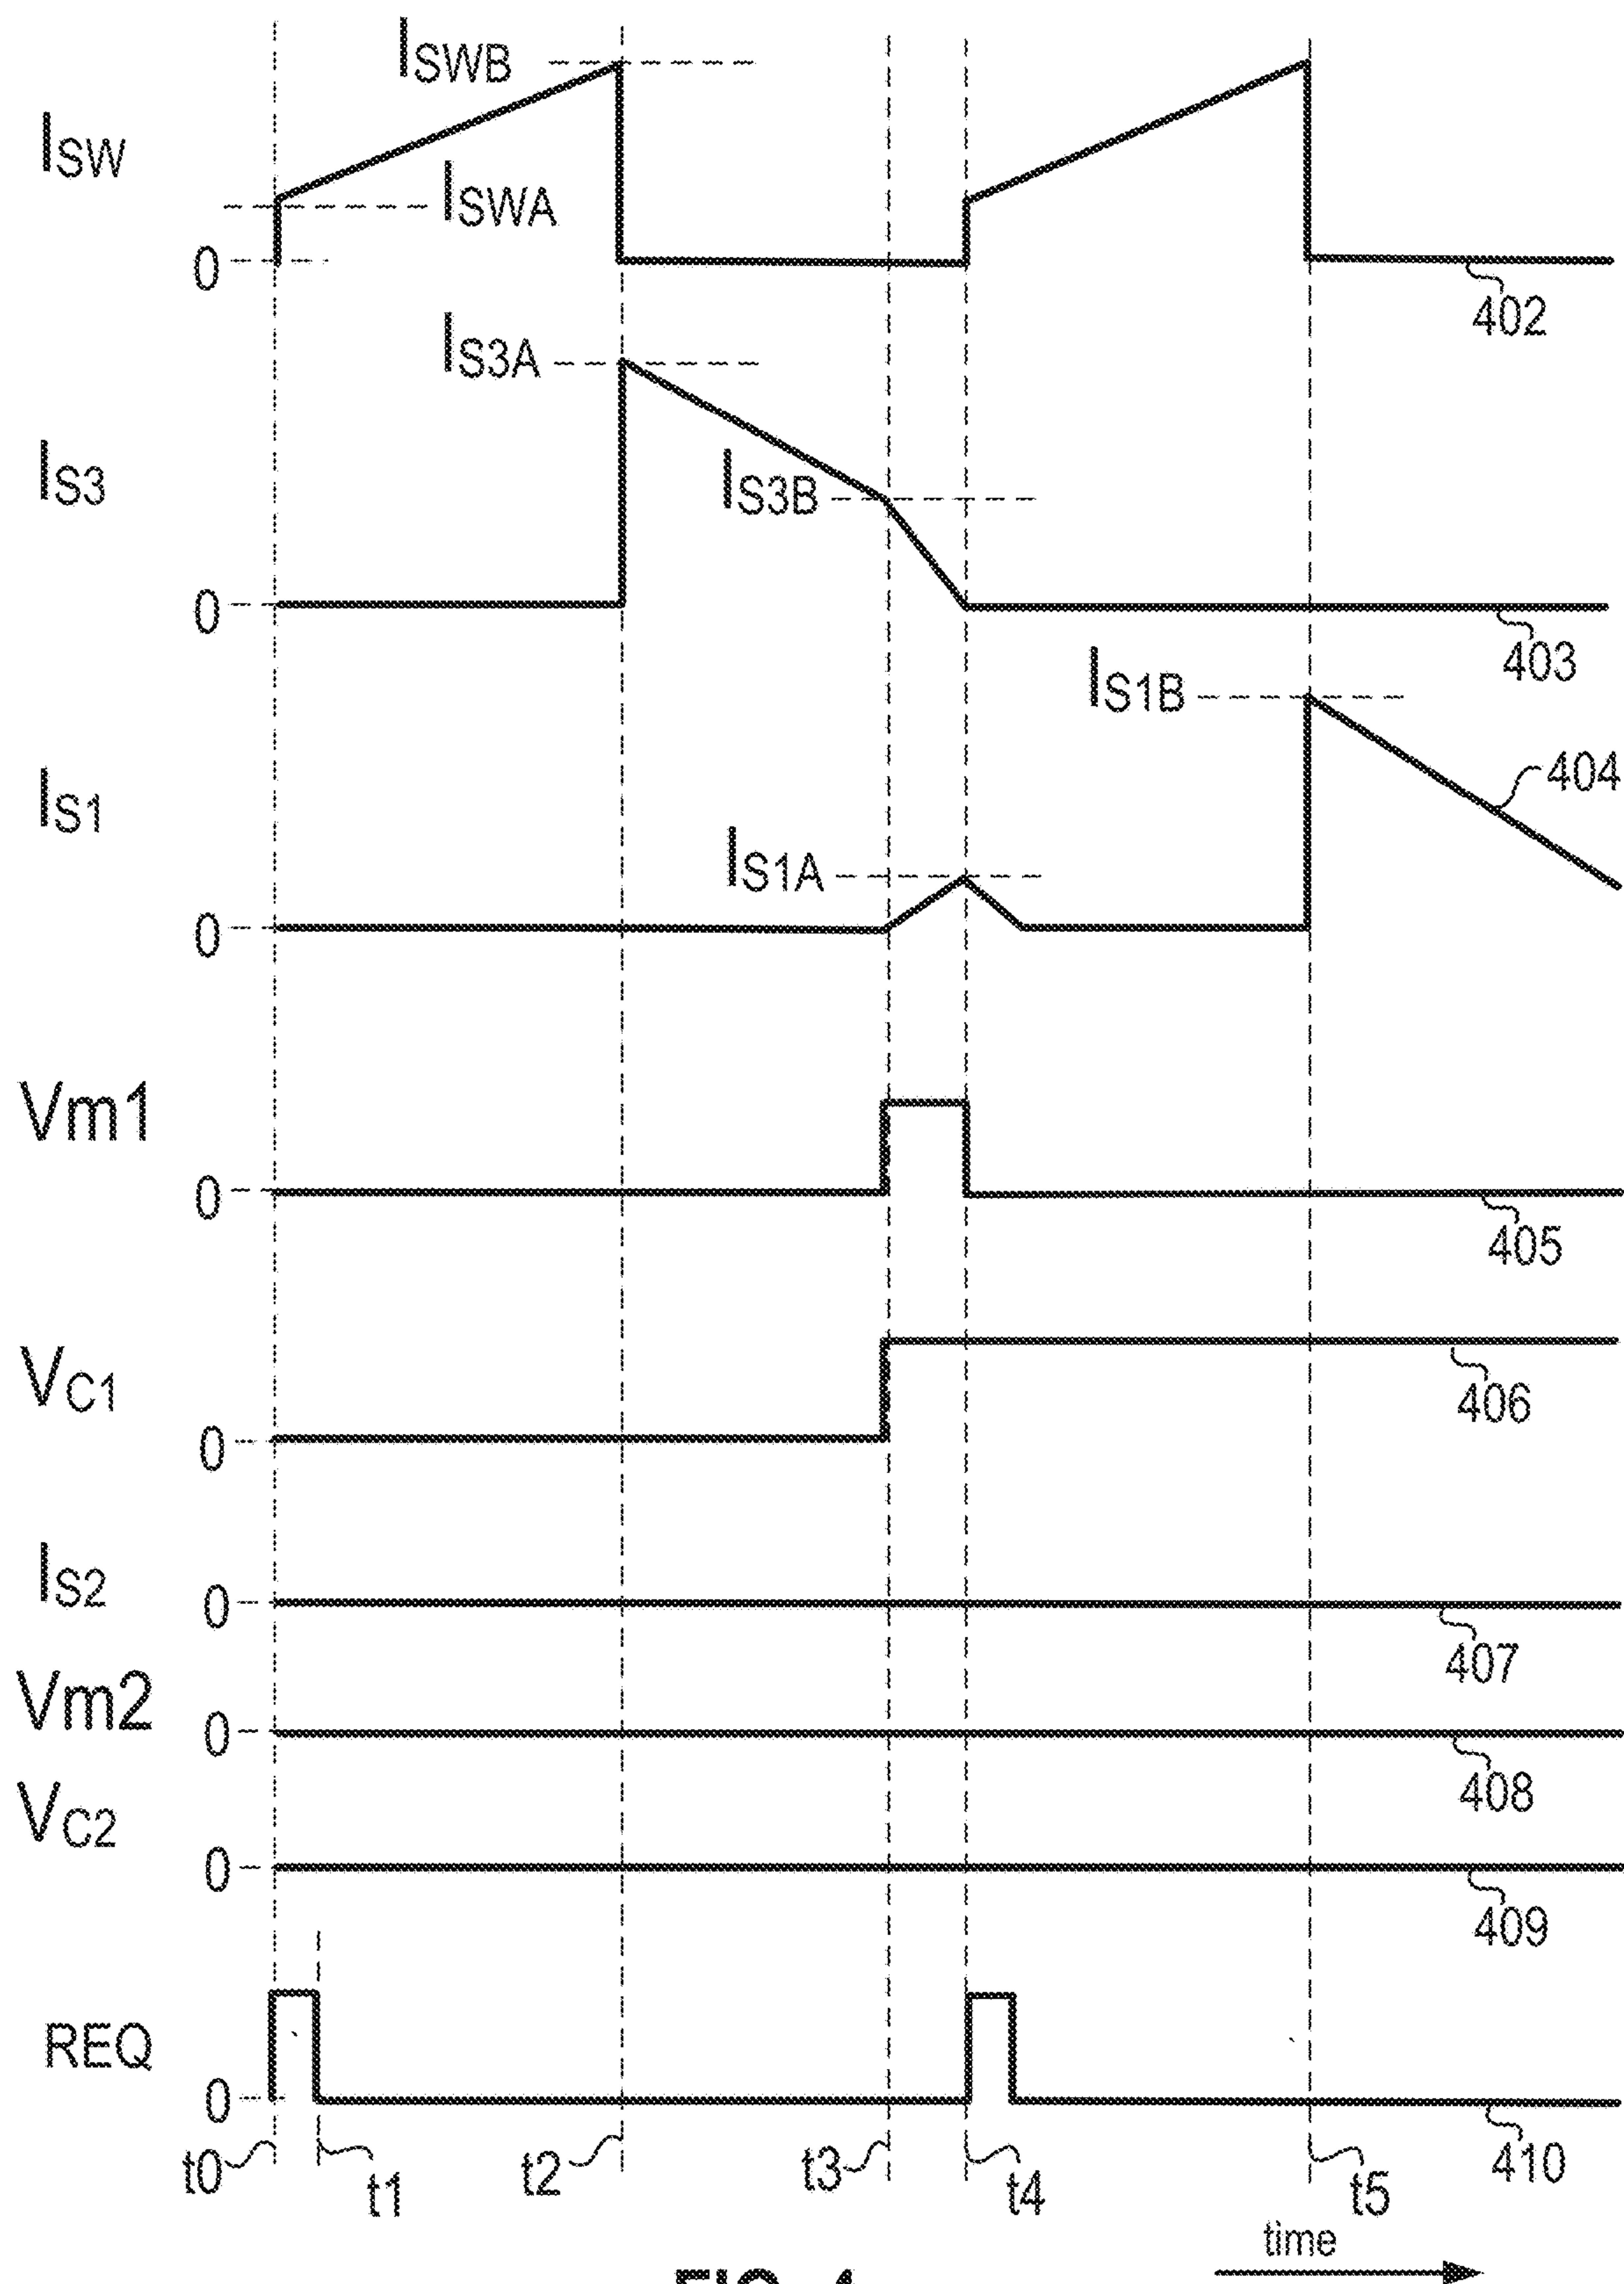 ISWB
ISW
ISWA
0
402
IS3A
IS3
IS3B
0
403
IS1B
IS1
404
IS1A
0
Vm1
0
405
VC1
406
0
IS2
0
407
Vm2
0
408
VC2
0
409
REQ
0
410
t0
t1
t2
t3
t4
t5
time